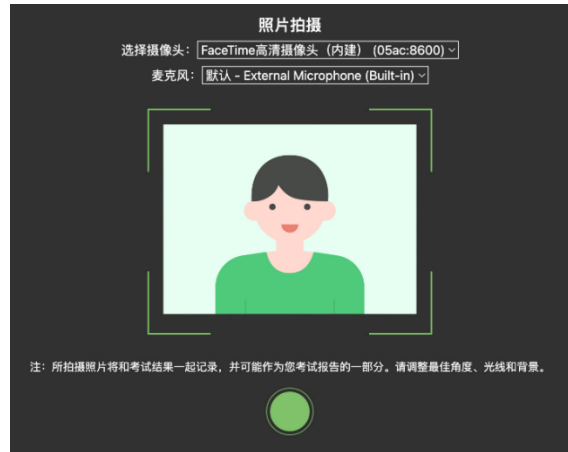 照片拍摄
选择摄像头： FaceTime高清摄像头（内建） (05ac:8600)
麦克风： 默认 - External Microphone (Built-in)
注：所拍摄照片将和考试结果一起记录，并可能作为您考试报告的一部分。请调整最佳角度、光线和背景。